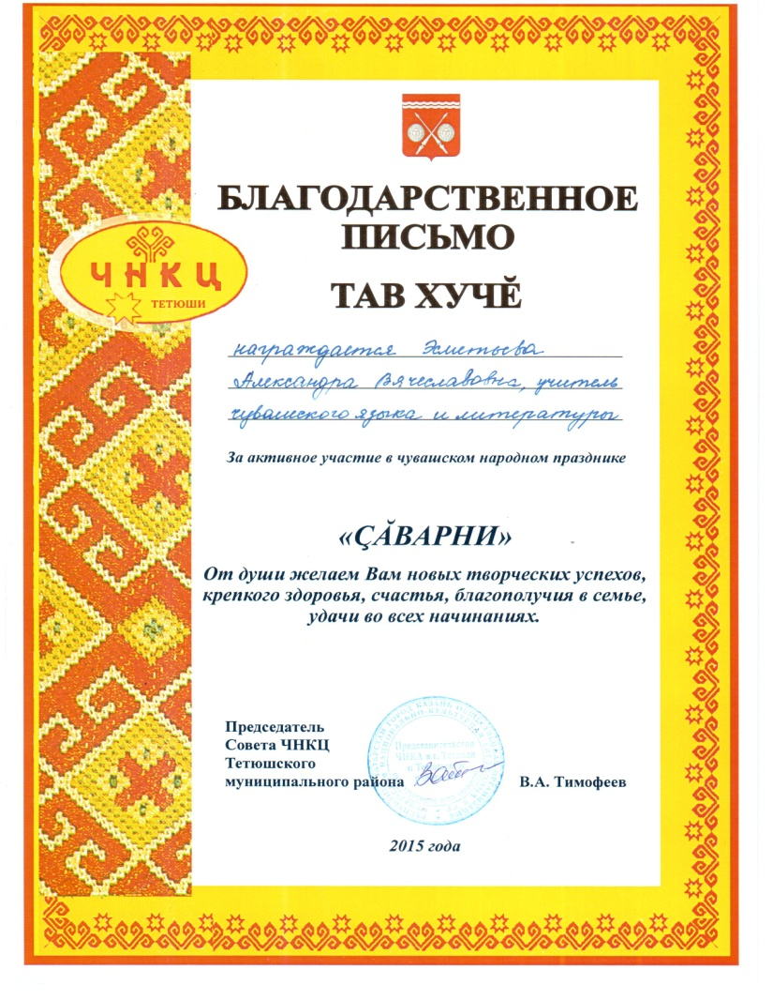 БЛАГОДАРСТВЕННОЕ
ПИСЬМО
ТАВ ХУЧĔ
ЧНКЦ
ТЕТЮШИ
награждается Эхметьева
Александра Вячеславовна, учитель
чувашского языка и литературы
За активное участие в чувашском народном празднике
«ÇĂВАРНИ»
От души желаем Вам новых творческих успехов,
крепкого здоровья, счастья, благополучия в семье,
удачи во всех начинаниях.
Председатель
Совета ЧНКЦ
Тетюшского
муниципального района
В.А. Тимофеев
Представительство
2015 года